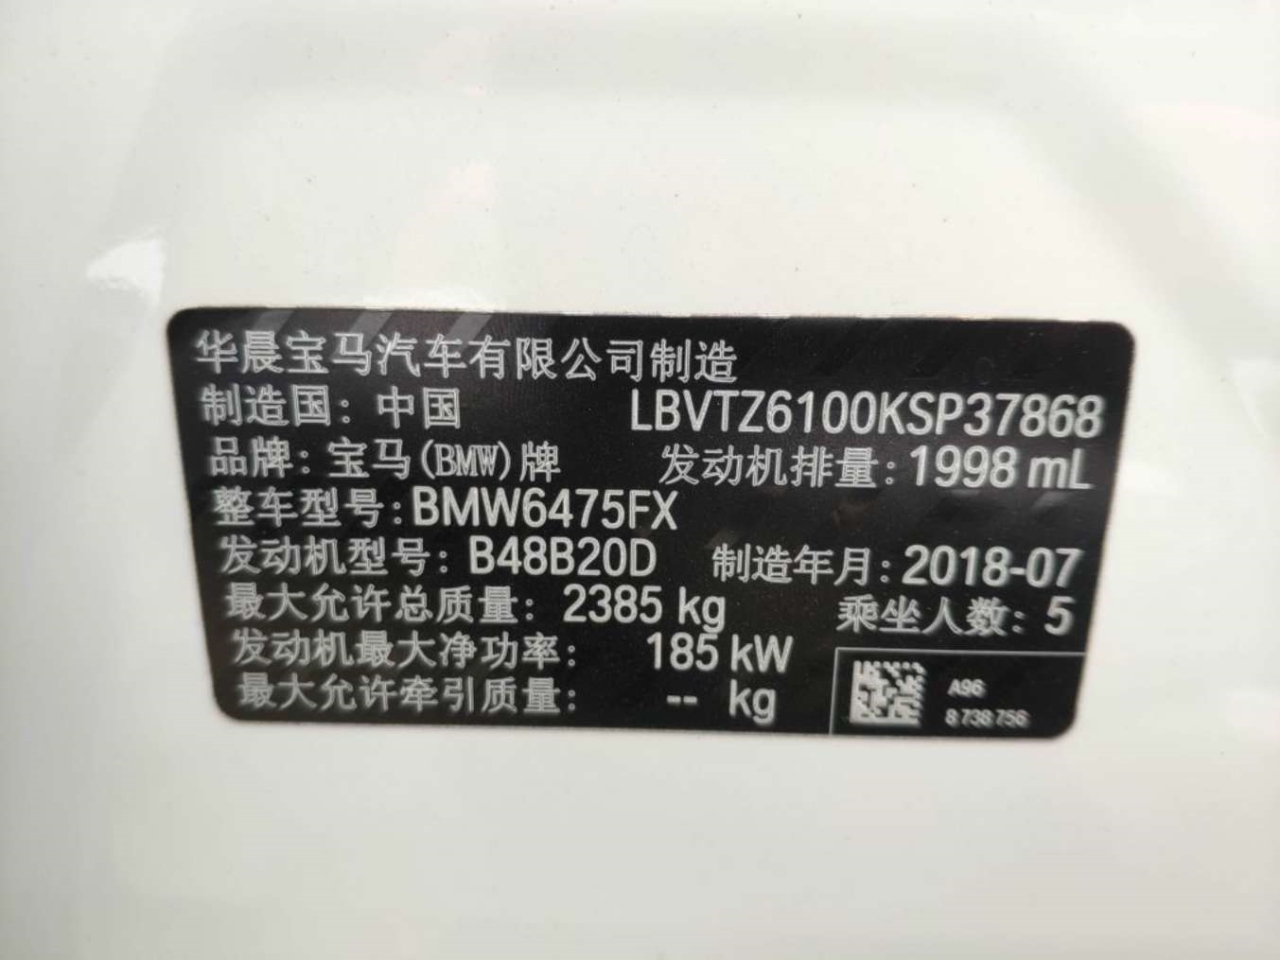 华晨宝马汽车有限公司制造
制造国：中国 LBVTZ6100KSP37868
品牌：宝马(BMW)牌 发动机排量：1998 mL
整车型号：BMW6475FX
发动机型号：B48B20D 制造年月：2018-07
最大允许总质量：2385 kg 乘坐人数：5
发动机最大净功率：185 kW
最大允许牵引质量：-- kg
A96
8 738 756